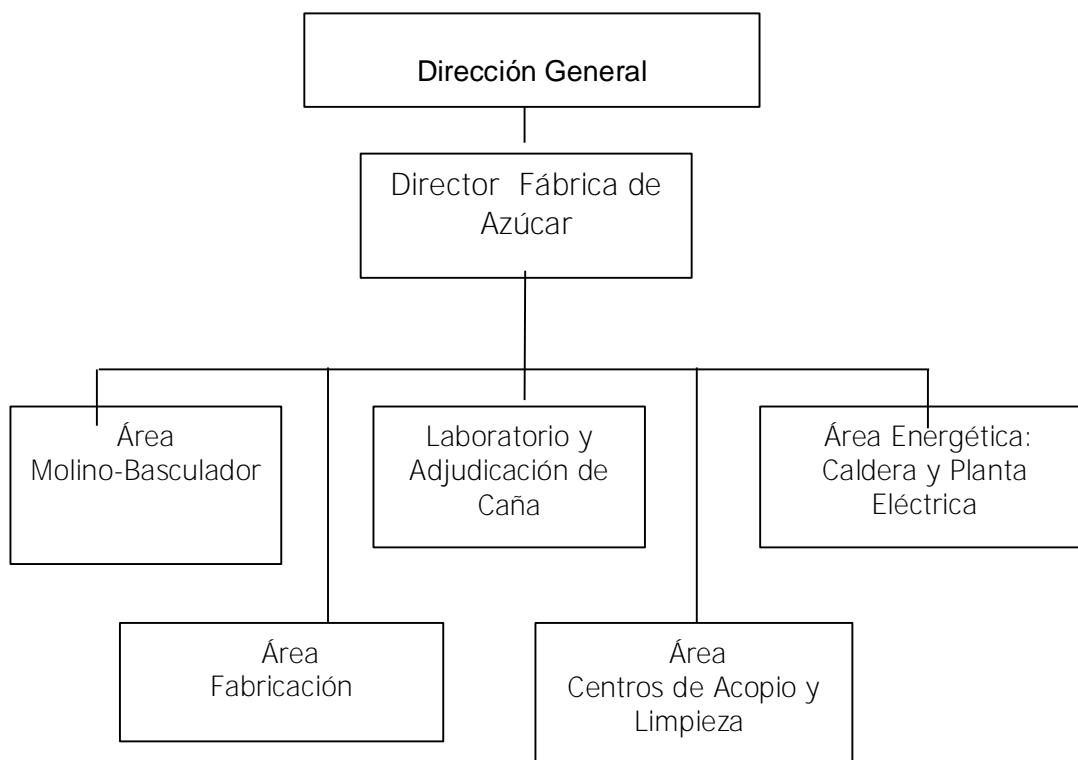 Dirección General
Director Fábrica de
Azúcar
Área
Molino-Basculador
Laboratorio y
Adjudicación de
Caña
Área Energética:
Caldera y Planta
Eléctrica
Área
Fabricación
Área
Centros de Acopio y
Limpieza